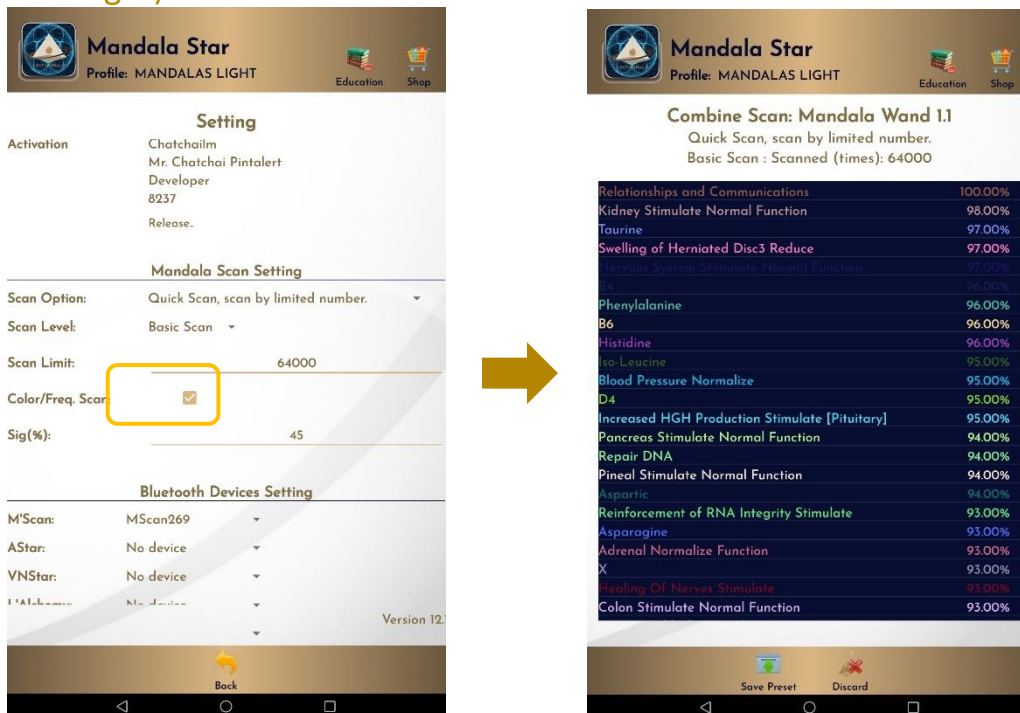 Mandala Star
Profile: MANDALAS LIGHT
Education
Shop
Setting
Activation
Chatchailm
Mr. Chatchai Pintalert
Developer
8237
Release..
Mandala Scan Setting
Scan Option: Quick Scan, scan by limited number.
Scan Level: Basic Scan
Scan Limit: 64000
Color/Freq. Scan:
Sig(%): 45
Bluetooth Devices Setting
M'Scan: MScan269
AStar: No device
VNStar: No device
Version 12.
Back
Mandala Star
Profile: MANDALAS LIGHT
Education
Shop
Combine Scan: Mandala Wand 1.1
Quick Scan, scan by limited number.
Basic Scan : Scanned (times): 64000
Relationships and Communications 100.00%
Kidney Stimulate Normal Function 98.00%
Taurine 97.00%
Swelling of Herniated Disc3 Reduce 97.00%
Nervous System Stimulate Normal Function 97.00%
B4 96.00%
Phenylalanine 96.00%
B6 96.00%
Histidine 96.00%
Iso-Leucine 95.00%
Blood Pressure Normalize 95.00%
D4 95.00%
Increased HGH Production Stimulate [Pituitary] 95.00%
Pancreas Stimulate Normal Function 94.00%
Repair DNA 94.00%
Pineal Stimulate Normal Function 94.00%
Aspartic 94.00%
Reinforcement of RNA Integrity Stimulate 93.00%
Asparagine 93.00%
Adrenal Normalize Function 93.00%
X 93.00%
Healing Of Nerves Stimulate 93.00%
Colon Stimulate Normal Function 93.00%
Save Preset
Discard